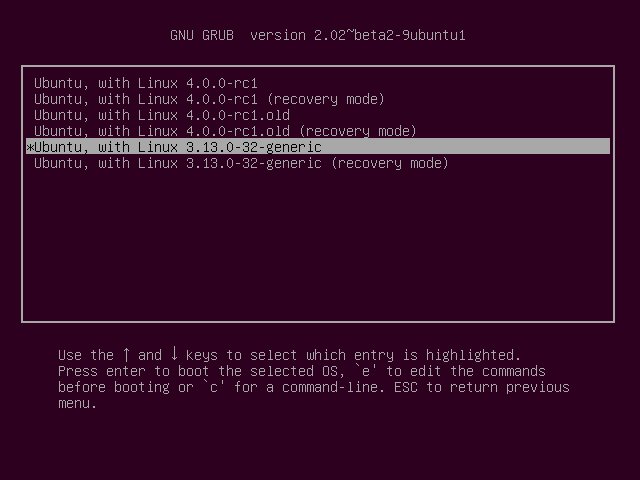 GNU GRUB  version 2.02~beta2-9ubuntu1
Ubuntu, with Linux 4.0.0-rc1
Ubuntu, with Linux 4.0.0-rc1 (recovery mode)
Ubuntu, with Linux 4.0.0-rc1.old
Ubuntu, with Linux 4.0.0-rc1.old (recovery mode)
*Ubuntu, with Linux 3.13.0-32-generic
Ubuntu, with Linux 3.13.0-32-generic (recovery mode)
Use the ↑ and ↓ keys to select which entry is highlighted.
Press enter to boot the selected OS, `e' to edit the commands
before booting or `c' for a command-line. ESC to return previous
menu.